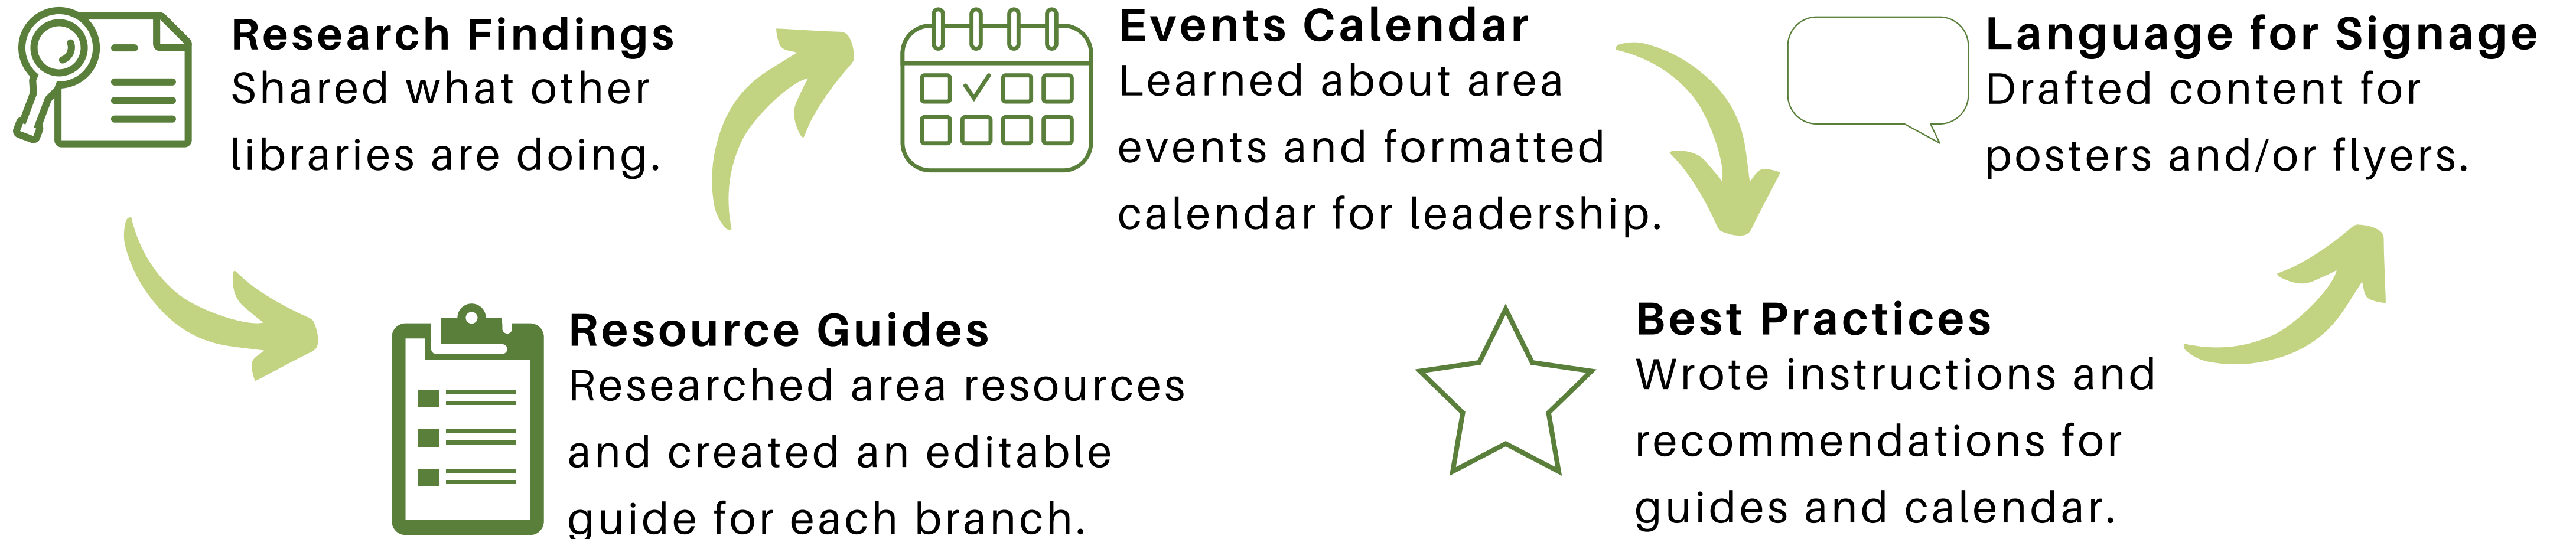 Research Findings
Shared what other
libraries are doing.
Resource Guides
Researched area resources
and created an editable
guide for each branch.
Events Calendar
Learned about area
events and formatted
calendar for leadership.
Best Practices
Wrote instructions and
recommendations for
guides and calendar.
Language for Signage
Drafted content for
posters and/or flyers.